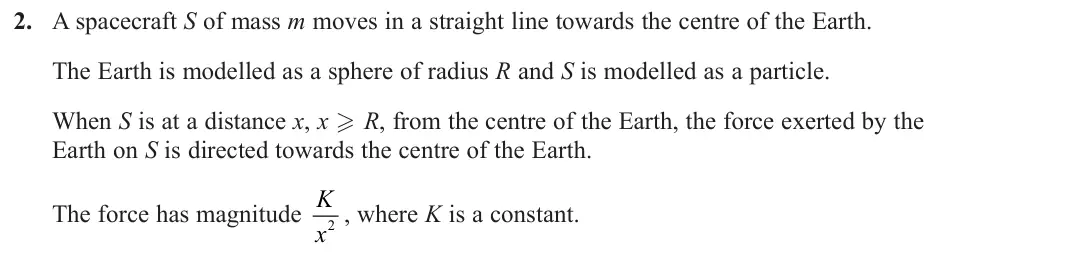 2. A spacecraft S of mass m moves in a straight line towards the centre of the Earth.
The Earth is modelled as a sphere of radius R and S is modelled as a particle.
When S is at a distance x, x ⩾ R, from the centre of the Earth, the force exerted by the
Earth on S is directed towards the centre of the Earth.
The force has magnitude K/x², where K is a constant.